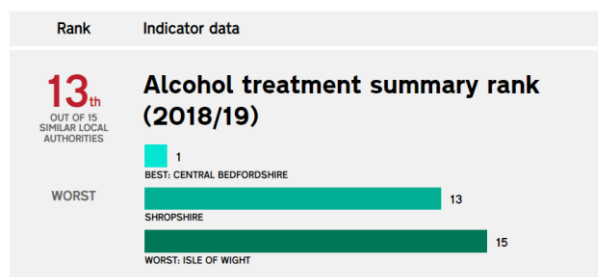 Rank
Indicator data
13th
OUT OF 15
SIMILAR LOCAL
AUTHORITIES
Alcohol treatment summary rank
(2018/19)
1
BEST: CENTRAL BEDFORDSHIRE
WORST
13
SHROPSHIRE
15
WORST: ISLE OF WIGHT